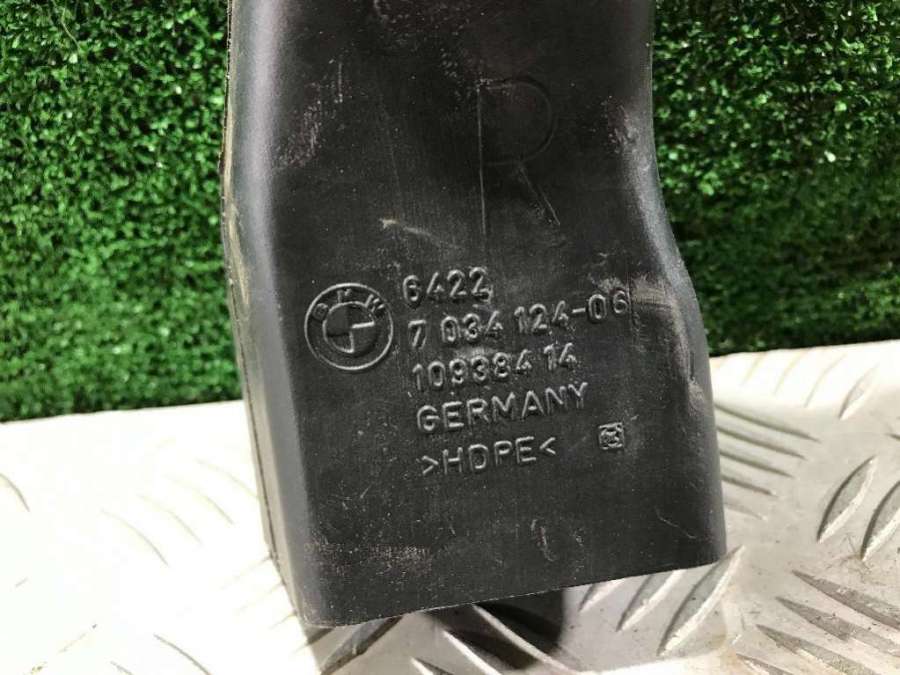 R
BMW
6422
7 034 124-06
10938414
GERMANY
>HDPE<